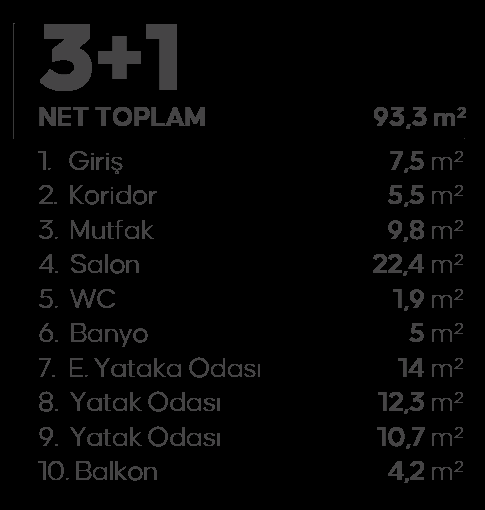 3+1
NET TOPLAM 93,3 m²
1. Giriş 7,5 m²
2. Koridor 5,5 m²
3. Mutfak 9,8 m²
4. Salon 22,4 m²
5. WC 1,9 m²
6. Banyo 5 m²
7. E. Yataka Odası 14 m²
8. Yatak Odası 12,3 m²
9. Yatak Odası 10,7 m²
10. Balkon 4,2 m²